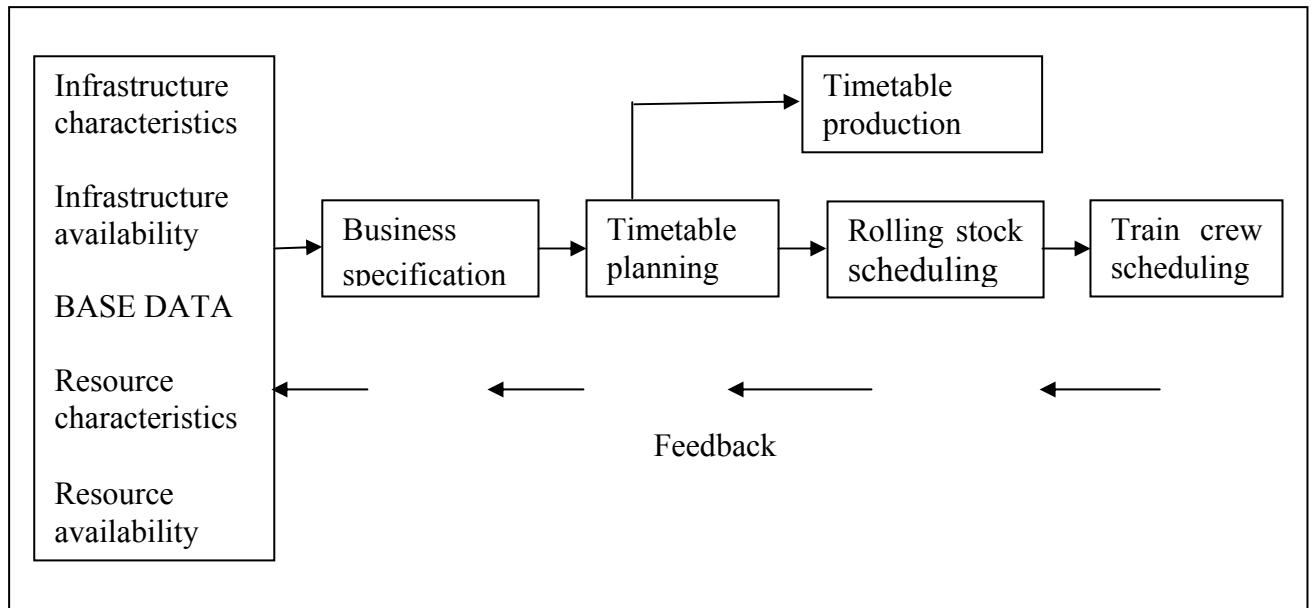 Infrastructure
characteristics
Infrastructure
availability
BASE DATA
Resource
characteristics
Resource
availability
Business
specification
Timetable
planning
Timetable
production
Rolling stock
scheduling
Train crew
scheduling
Feedback